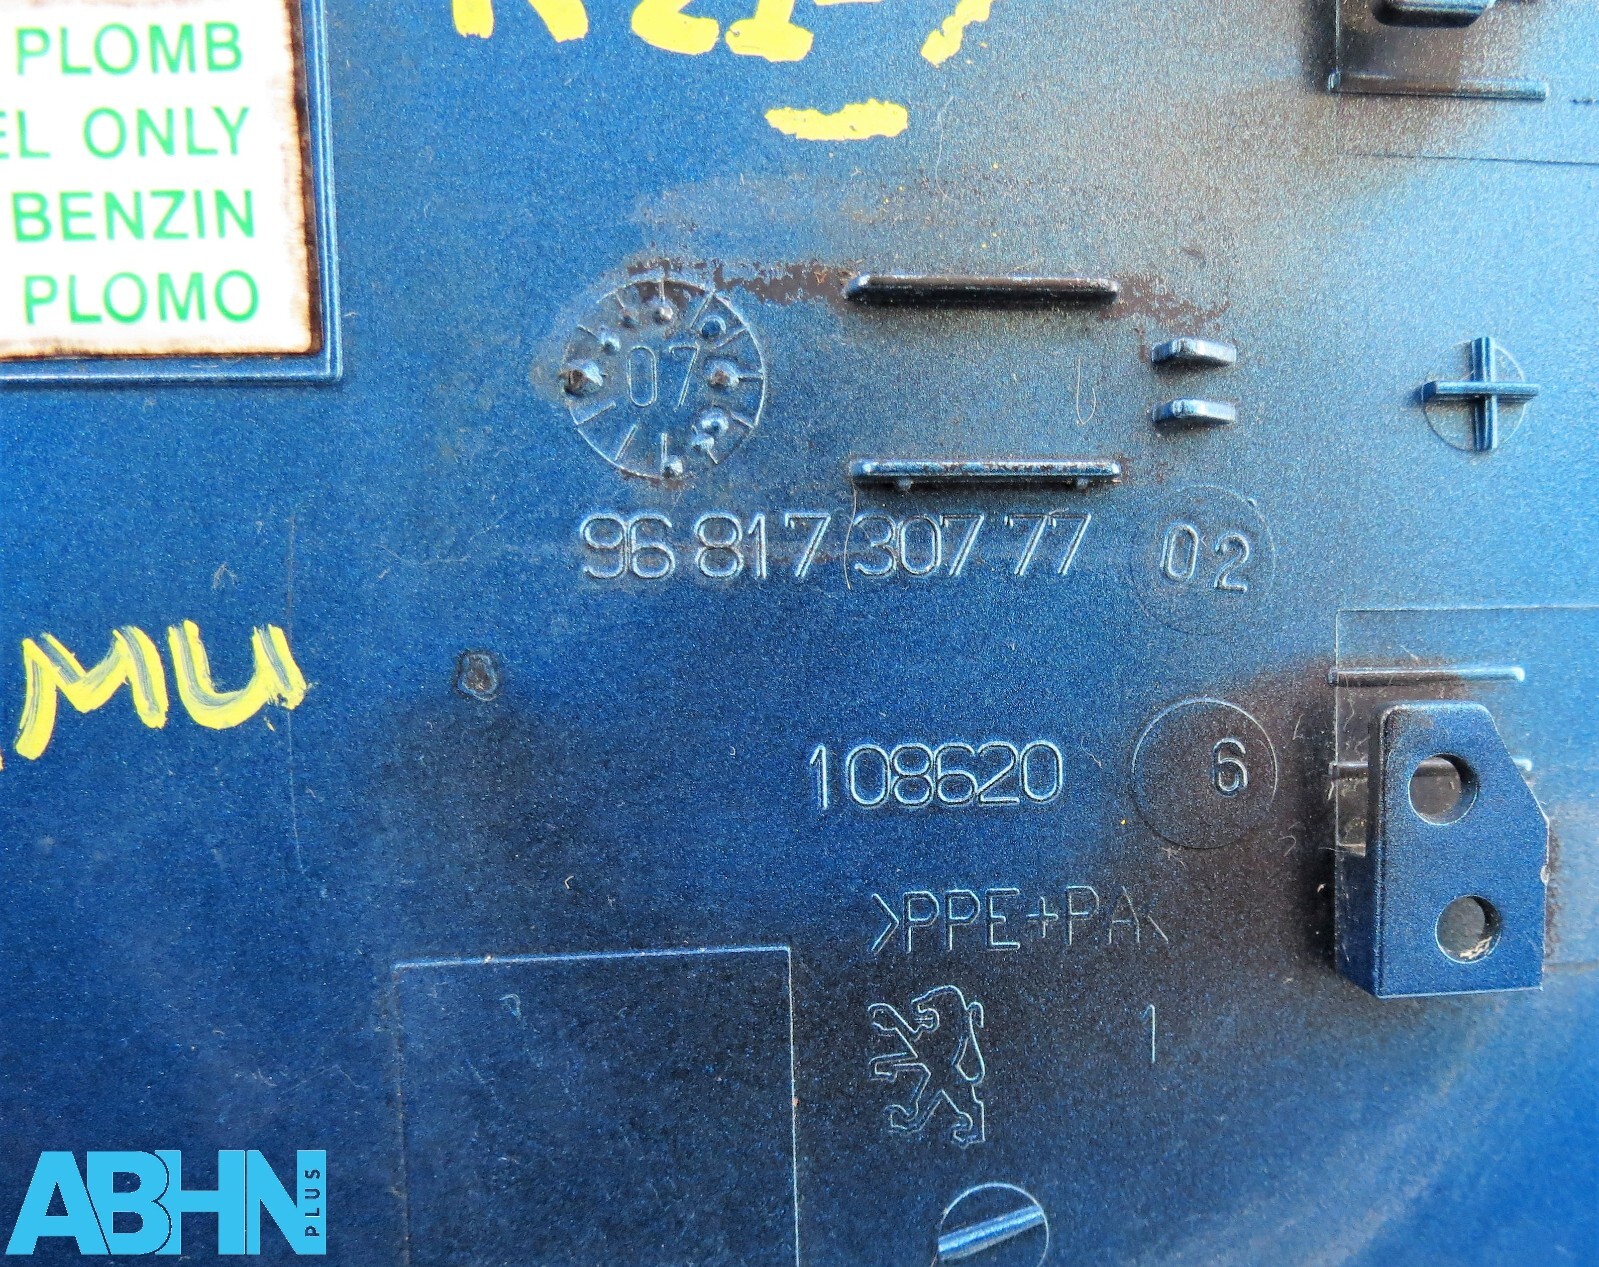 PLOMB
EL ONLY
BENZIN
PLOMO
07
96 817 307 77 02
MU
108620 6
>PPE+PA<
1
ABHN PLUS